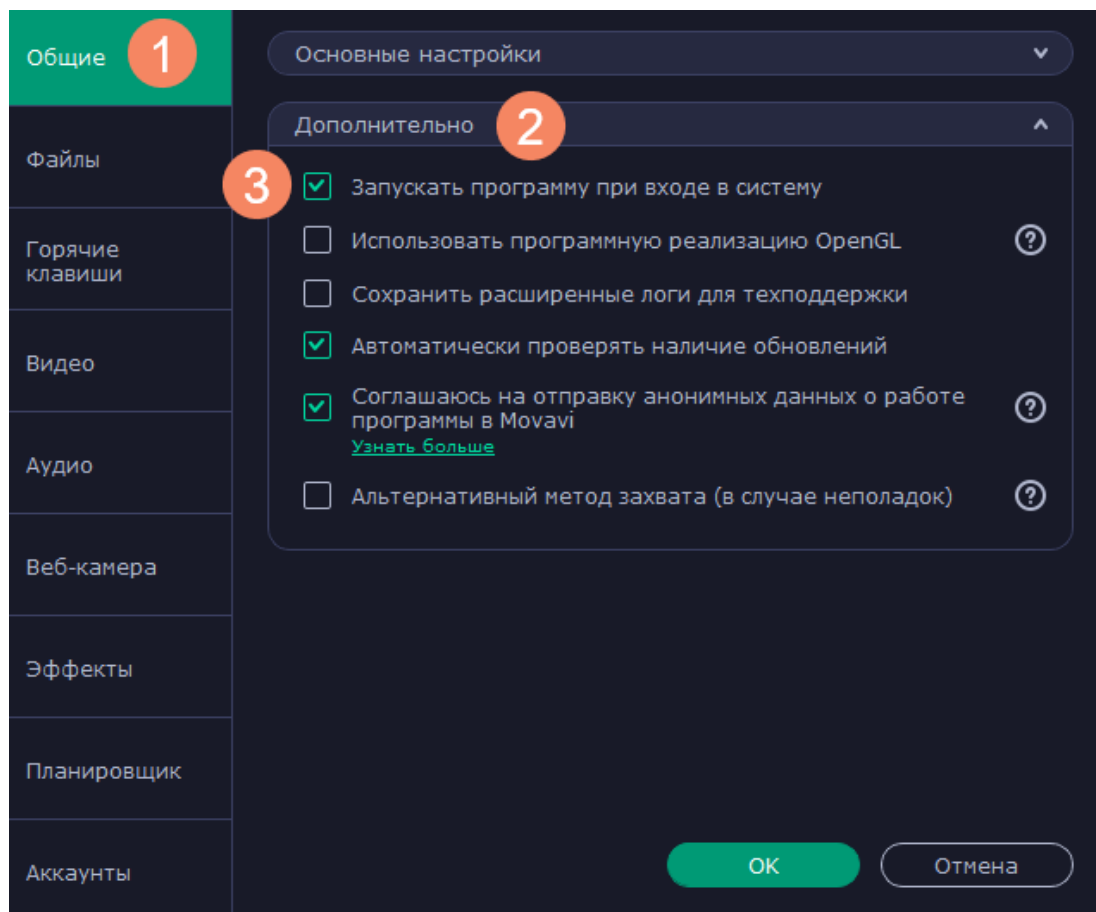 Общие
1
Файлы
Горячие
клавиши
Видео
Аудио
Веб-камера
Эффекты
Планировщик
Аккаунты
Основные настройки
Дополнительно
2
3
Запускать программу при входе в систему
Использовать программную реализацию OpenGL
?
Сохранить расширенные логи для техподдержки
Автоматически проверять наличие обновлений
Соглашаюсь на отправку анонимных данных о работе
программы в Movavi
?
Узнать больше
Альтернативный метод захвата (в случае неполадок)
?
OK
Отмена